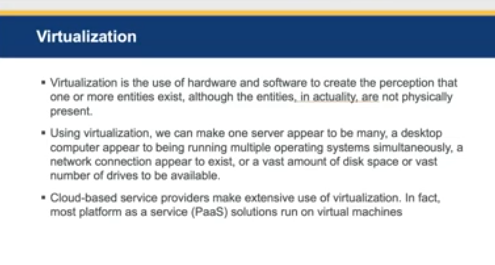 Virtualization
▪ Virtualization is the use of hardware and software to create the perception that
one or more entities exist, although the entities, in actuality, are not physically
present.
▪ Using virtualization, we can make one server appear to be many, a desktop
computer appear to being running multiple operating systems simultaneously, a
network connection appear to exist, or a vast amount of disk space or vast
number of drives to be available.
▪ Cloud-based service providers make extensive use of virtualization. In fact,
most platform as a service (PaaS) solutions run on virtual machines